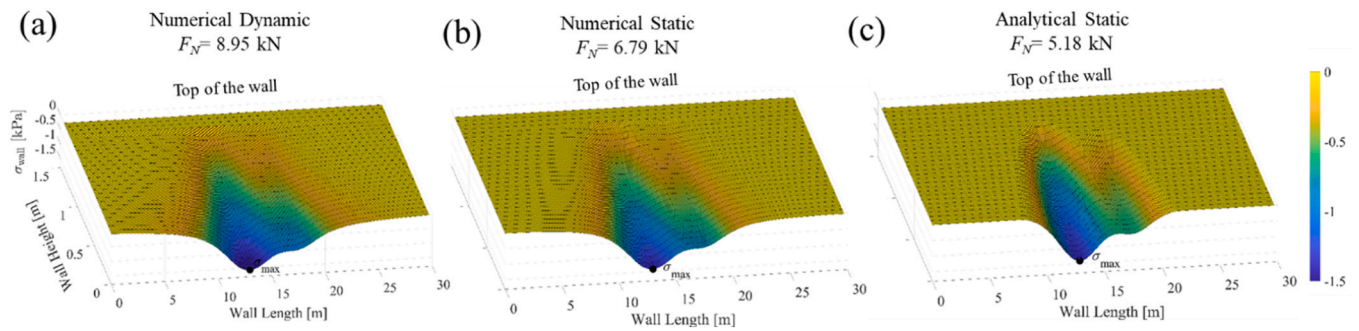 (a)
Numerical Dynamic
F_N= 8.95 kN
Top of the wall
0
-0.5
-1
-1.5
σ_wall [kPa]
1.5
1
0.5
0
Wall Height [m]
σ_max
0 5 10 15 20 25 30
Wall Length [m]
(b)
Numerical Static
F_N= 6.79 kN
Top of the wall
σ_max
0 5 10 15 20 25 30
Wall Length [m]
(c)
Analytical Static
F_N= 5.18 kN
Top of the wall
σ_max
0 5 10 15 20 25 30
Wall Length [m]
0
-0.5
-1
-1.5